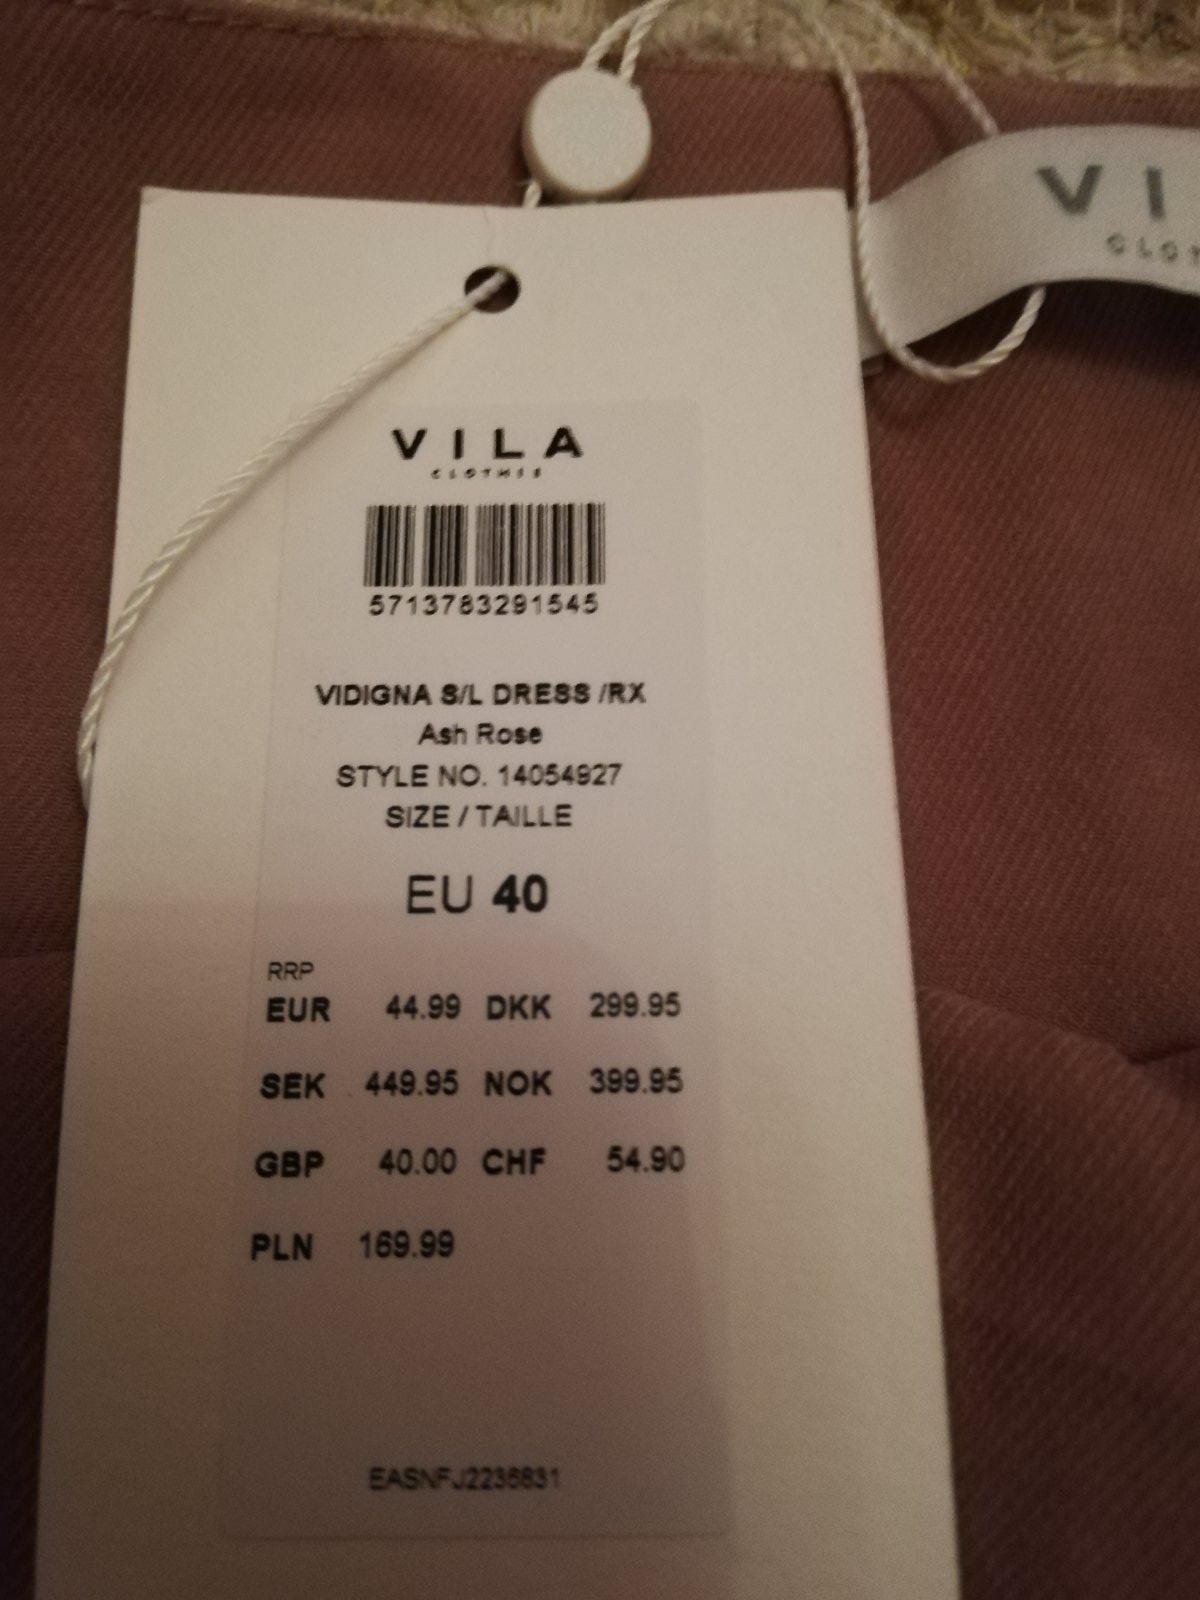 VI
CLOT
VILA
CLOTHES
5713783291545
VIDIGNA S/L DRESS /RX
Ash Rose
STYLE NO. 14054927
SIZE / TAILLE
EU 40
RRP
EUR 44.99 DKK 299.95
SEK 449.95 NOK 399.95
GBP 40.00 CHF 54.90
PLN 169.99
EASNFJ2236831